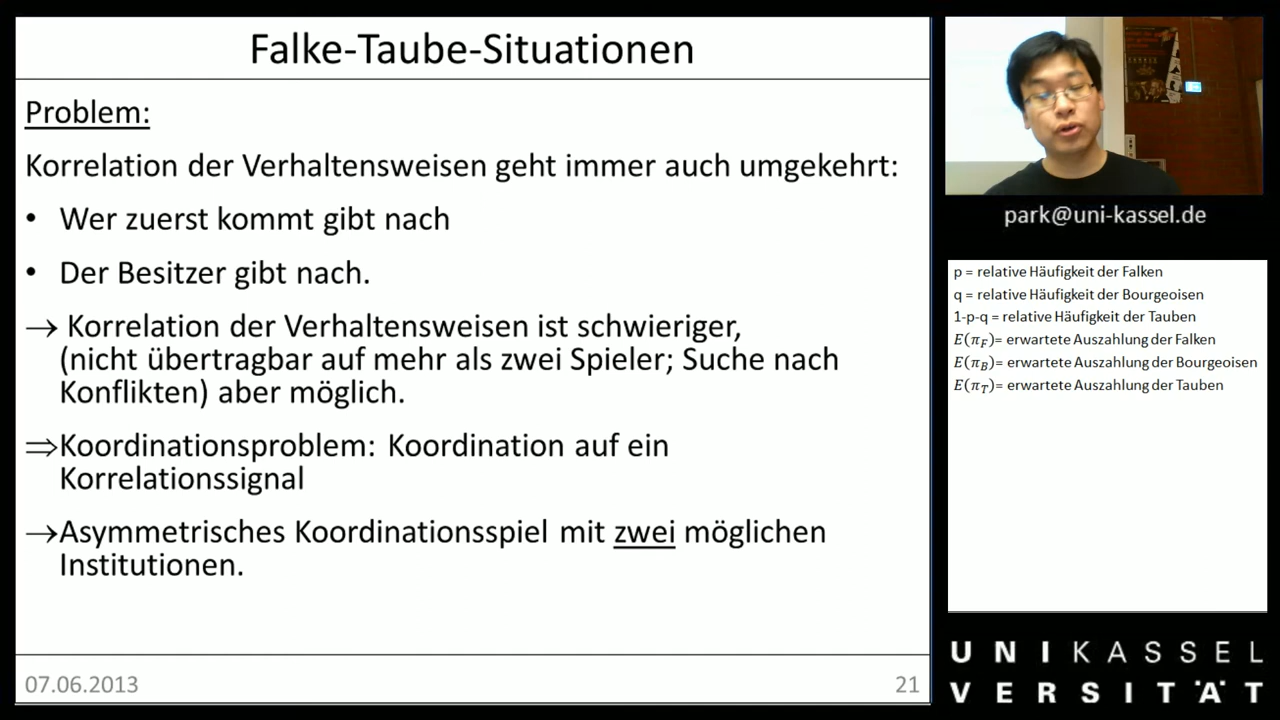 Falke-Taube-Situationen
Problem:
Korrelation der Verhaltensweisen geht immer auch umgekehrt:
• Wer zuerst kommt gibt nach
• Der Besitzer gibt nach.
→ Korrelation der Verhaltensweisen ist schwieriger,
(nicht übertragbar auf mehr als zwei Spieler; Suche nach
Konflikten) aber möglich.
⇒Koordinationsproblem: Koordination auf ein
Korrelationssignal
→Asymmetrisches Koordinationsspiel mit zwei möglichen
Institutionen.
07.06.2013
21
park@uni-kassel.de
p = relative Häufigkeit der Falken
q = relative Häufigkeit der Bourgeoisen
1-p-q = relative Häufigkeit der Tauben
E(π_F)= erwartete Auszahlung der Falken
E(π_B)= erwartete Auszahlung der Bourgeoisen
E(π_T)= erwartete Auszahlung der Tauben
UNIKASSEL
VERSITÄT